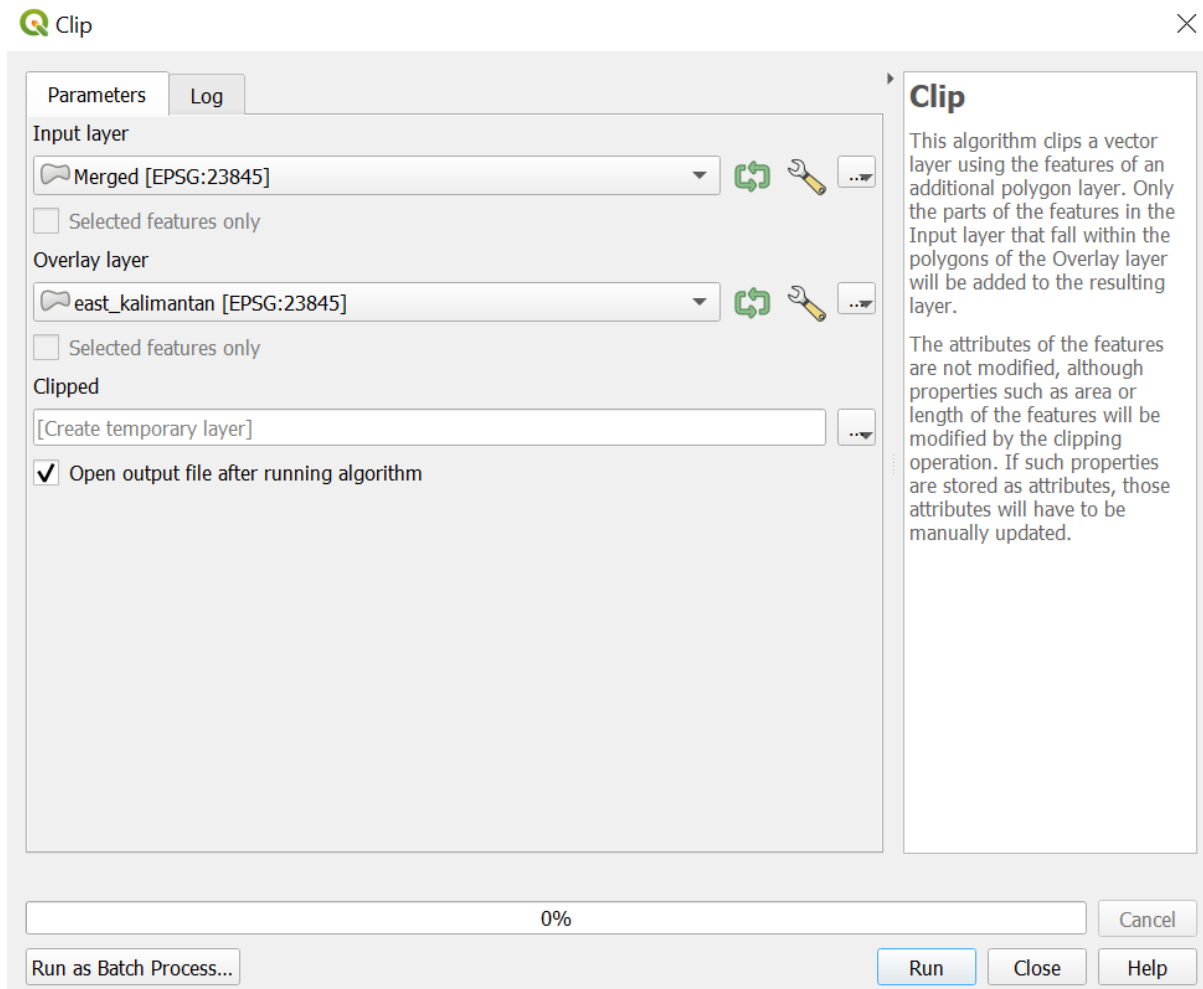 Clip
Parameters
Log
Input layer
Merged [EPSG:23845]
Selected features only
Overlay layer
east_kalimantan [EPSG:23845]
Selected features only
Clipped
[Create temporary layer]
Open output file after running algorithm
Clip
This algorithm clips a vector
layer using the features of an
additional polygon layer. Only
the parts of the features in the
Input layer that fall within the
polygons of the Overlay layer
will be added to the resulting
layer.
The attributes of the features
are not modified, although
properties such as area or
length of the features will be
modified by the clipping
operation. If such properties
are stored as attributes, those
attributes will have to be
manually updated.
0%
Cancel
Run as Batch Process...
Run
Close
Help